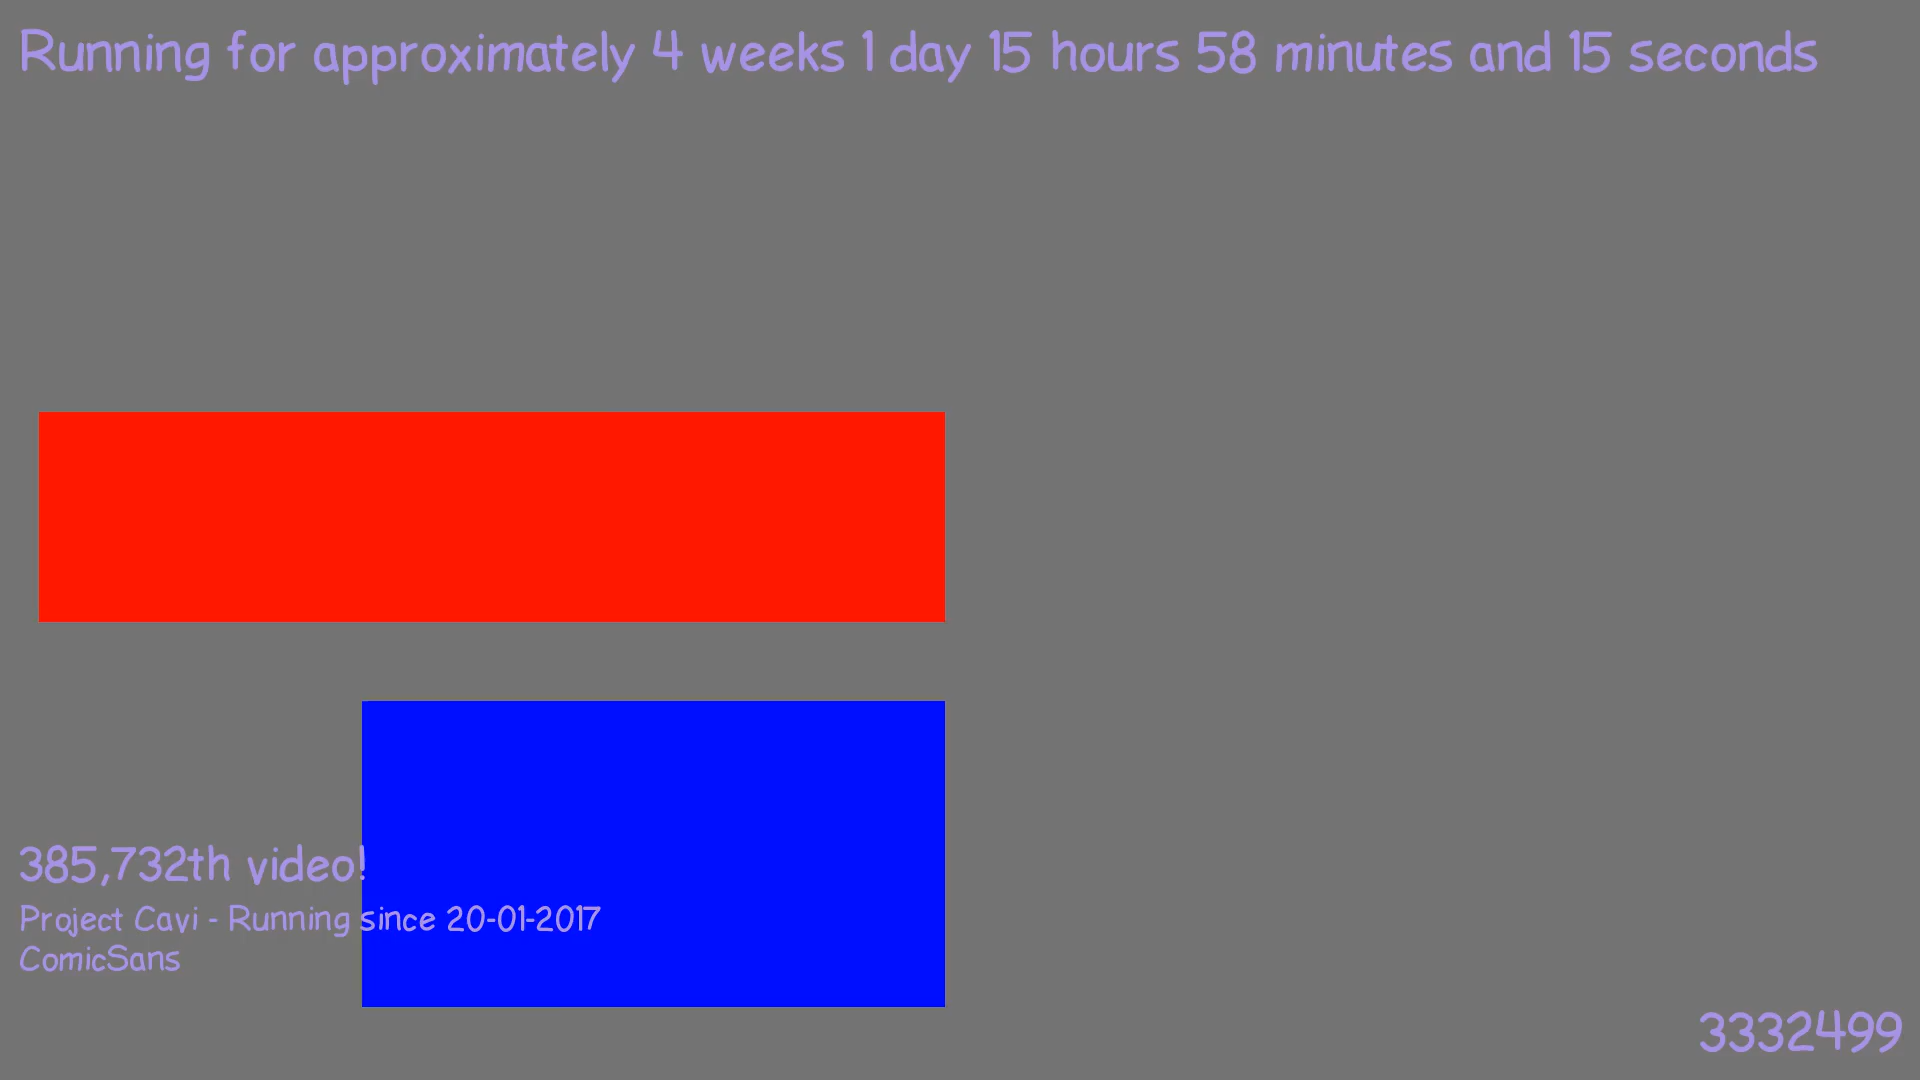 Running for approximately 4 weeks 1 day 15 hours 58 minutes and 15 seconds
385,732th video!
Project Cavi - Running since 20-01-2017
ComicSans
3332499